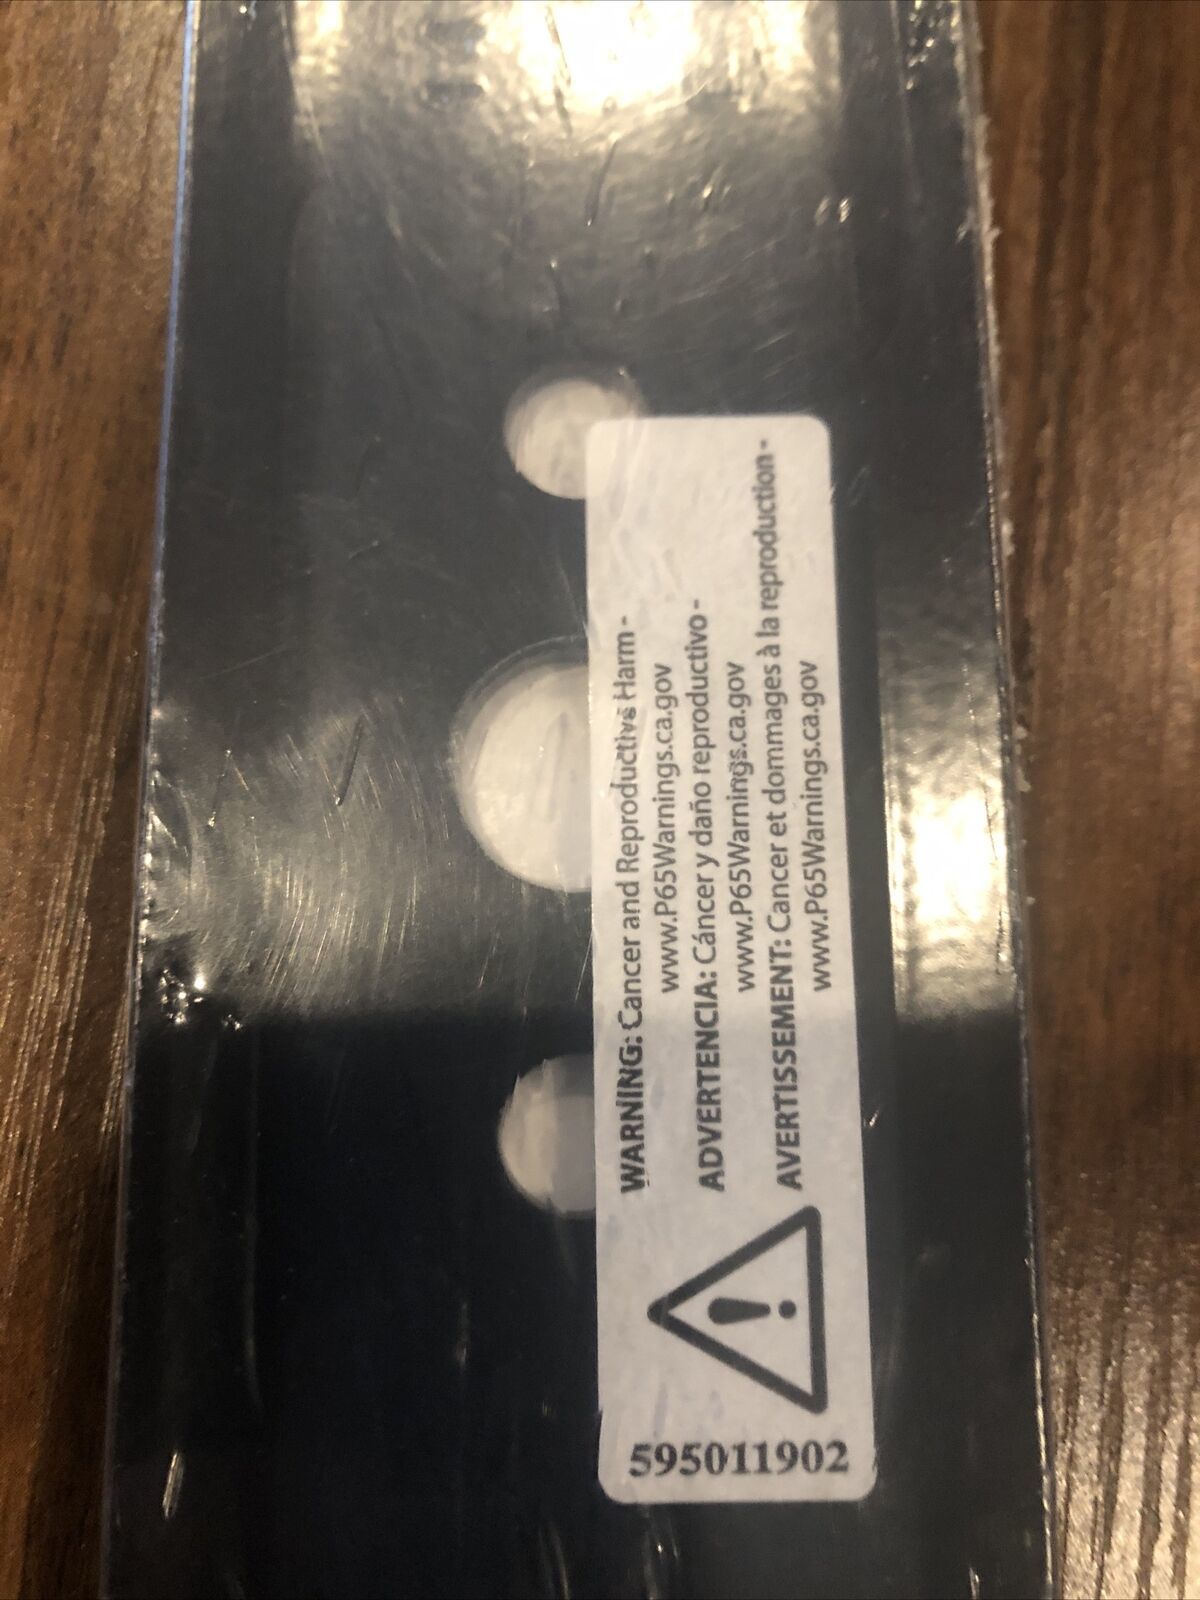 WARNING: Cancer and Reproductive Harm -
www.P65Warnings.ca.gov
ADVERTENCIA: Cáncer y daño reproductivo -
www.P65Warnings.ca.gov
AVERTISSEMENT: Cancer et dommages à la reproduction -
www.P65Warnings.ca.gov
595011902